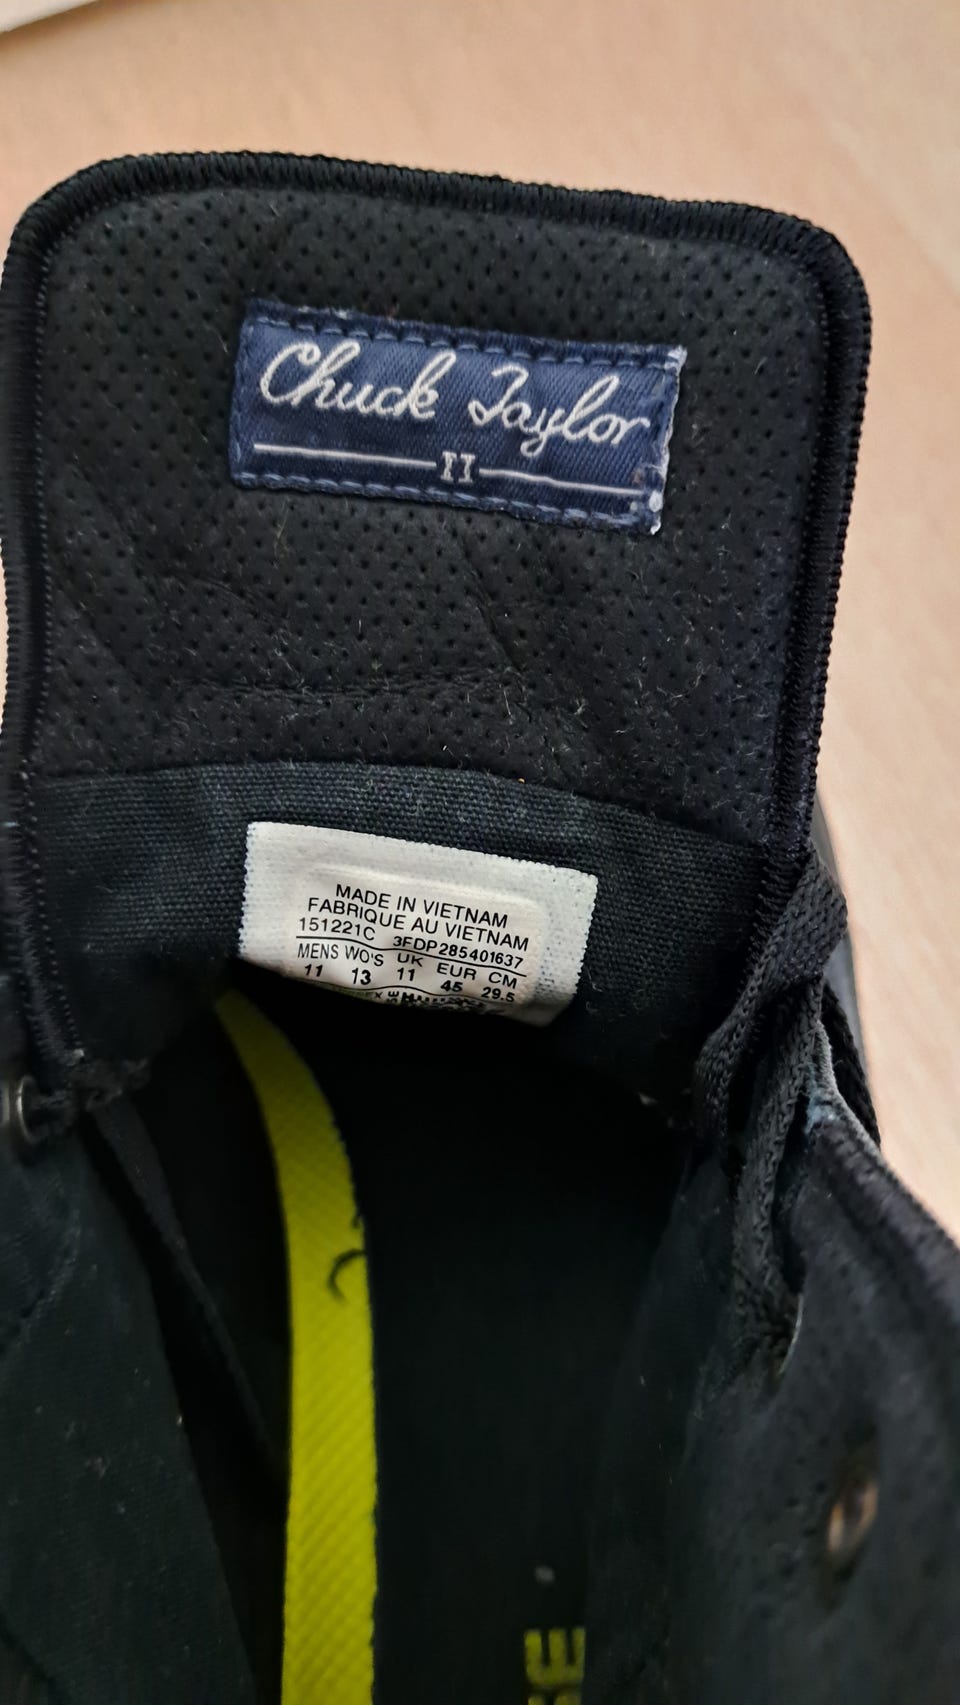 Chuck Taylor
II
MADE IN VIETNAM
FABRIQUE AU VIETNAM
151221C 3FDP285401637
MENS WO'S UK EUR CM
11 13 11 45 29.5